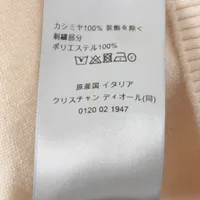 カシミヤ100% 装飾を除く
刺繍部分
ポリエステル100%
原産国 イタリア
クリスチャン ディオール(同)
0120 02 1947